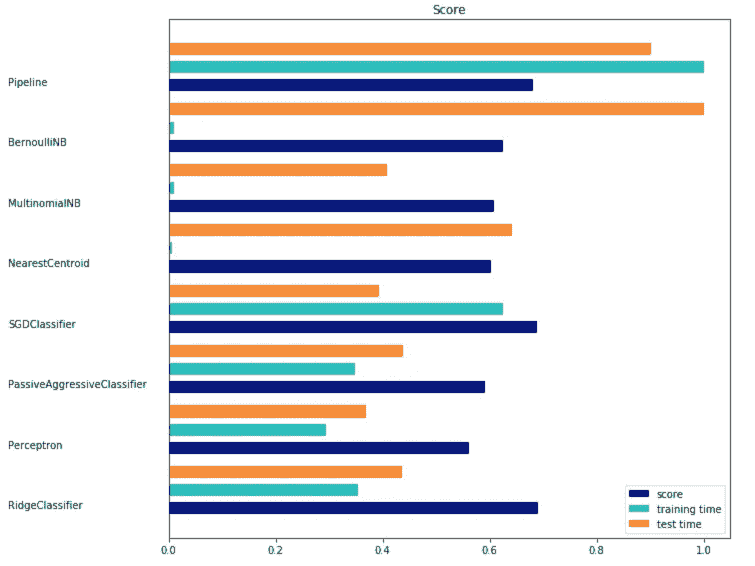 Score
Pipeline
BernoulliNB
MultinomialNB
NearestCentroid
SGDClassifier
PassiveAggressiveClassifier
Perceptron
RidgeClassifier
score
training time
test time
0.0 0.2 0.4 0.6 0.8 1.0